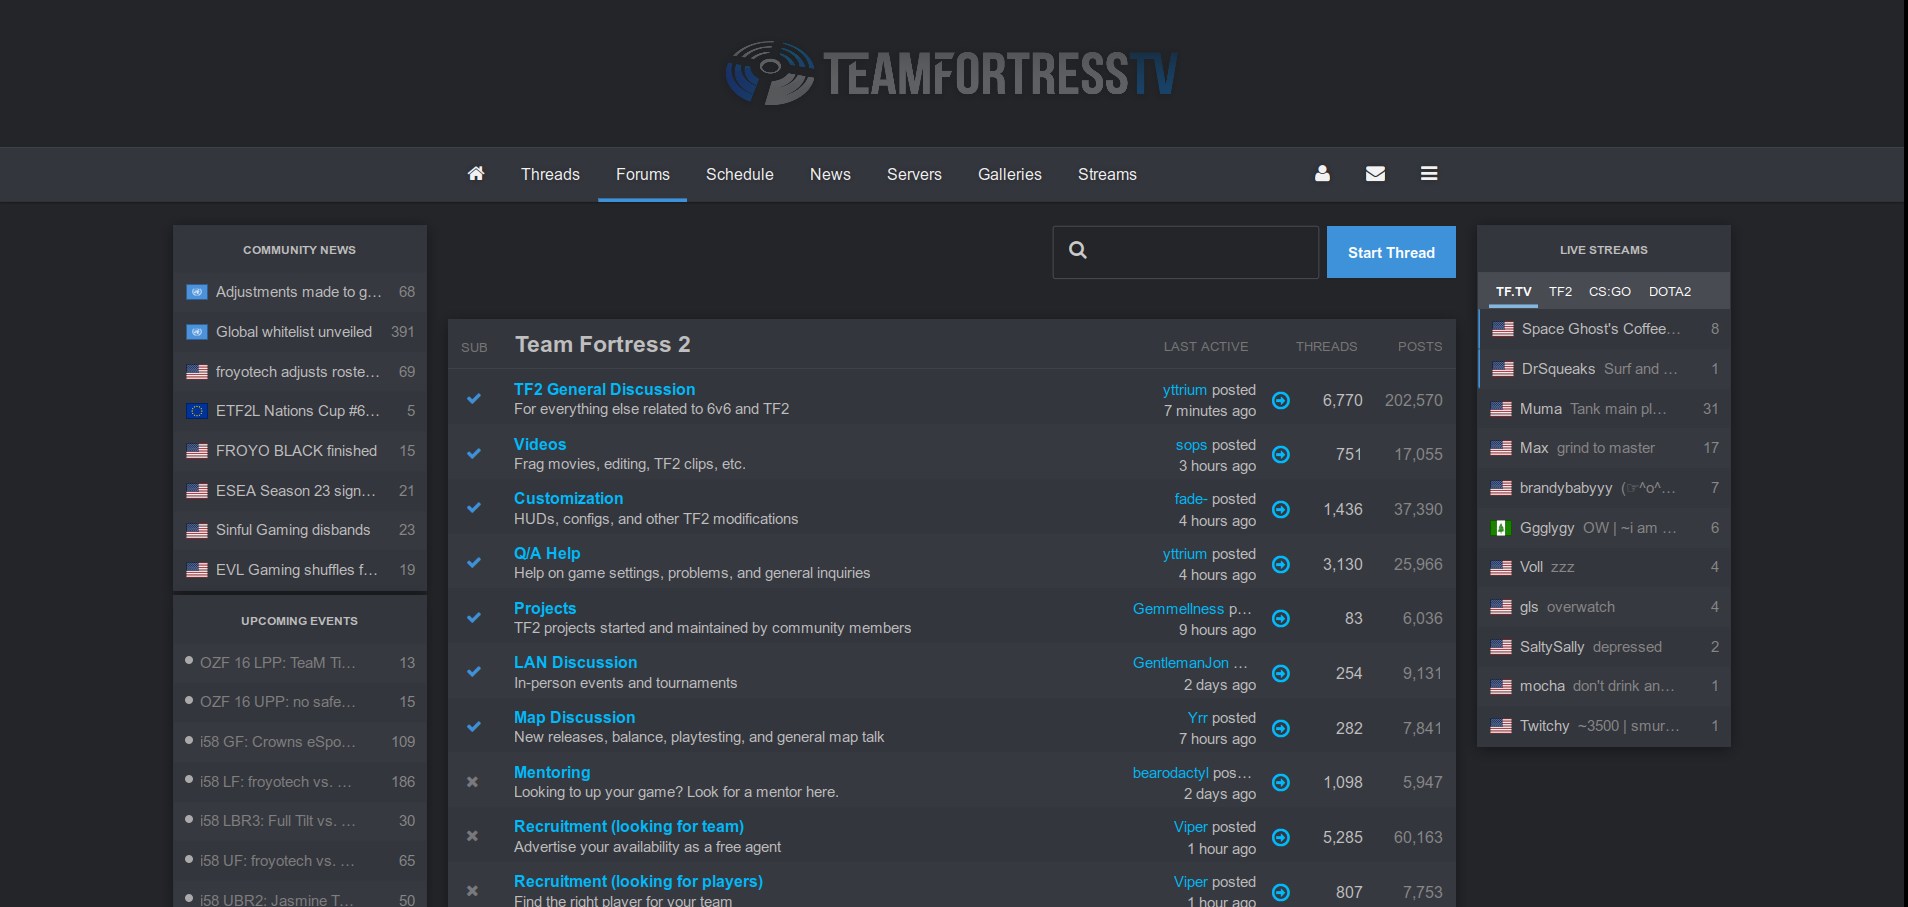 TEAMFORTRESSTV
Threads Forums Schedule News Servers Galleries Streams
COMMUNITY NEWS
Adjustments made to g... 68
Global whitelist unveiled 391
froyotech adjusts roste... 69
ETF2L Nations Cup #6... 5
FROYO BLACK finished 15
ESEA Season 23 sign... 21
Sinful Gaming disbands 23
EVL Gaming shuffles f... 19
UPCOMING EVENTS
OZF 16 LPP: TeaM Ti... 13
OZF 16 UPP: no safe... 15
i58 GF: Crowns eSpo... 109
i58 LF: froyotech vs. ... 186
i58 LBR3: Full Tilt vs. ... 30
i58 UF: froyotech vs. ... 65
i58 UBR2: Jasmine T... 50
Start Thread
SUB Team Fortress 2 LAST ACTIVE THREADS POSTS
TF2 General Discussion
For everything else related to 6v6 and TF2
yttrium posted
7 minutes ago
6,770 202,570
Videos
Frag movies, editing, TF2 clips, etc.
sops posted
3 hours ago
751 17,055
Customization
HUDs, configs, and other TF2 modifications
fade- posted
4 hours ago
1,436 37,390
Q/A Help
Help on game settings, problems, and general inquiries
yttrium posted
4 hours ago
3,130 25,966
Projects
TF2 projects started and maintained by community members
Gemmellness p...
9 hours ago
83 6,036
LAN Discussion
In-person events and tournaments
GentlemanJon ...
2 days ago
254 9,131
Map Discussion
New releases, balance, playtesting, and general map talk
Yrr posted
7 hours ago
282 7,841
Mentoring
Looking to up your game? Look for a mentor here.
bearodactyl pos...
2 days ago
1,098 5,947
Recruitment (looking for team)
Advertise your availability as a free agent
Viper posted
1 hour ago
5,285 60,163
Recruitment (looking for players)
Find the right player for your team
Viper posted
1 hour ago
807 7,753
LIVE STREAMS
TF.TV TF2 CS:GO DOTA2
Space Ghost's Coffee... 8
DrSqueaks Surf and ... 1
Muma Tank main pl... 31
Max grind to master 17
brandybabyyy (☞^o^... 7
Ggglygy OW | ~i am ... 6
Voll zzz 4
gls overwatch 4
SaltySally depressed 2
mocha don't drink an... 1
Twitchy ~3500 | smur... 1